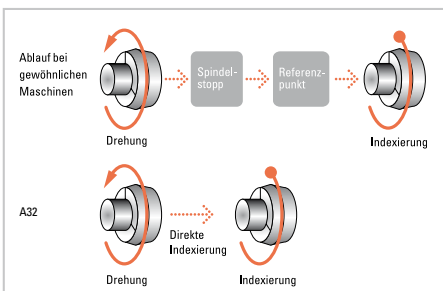 Ablauf bei
gewöhnlichen
Maschinen
Spindel-
stopp
Referenz-
punkt
Drehung
Indexierung
A32
Direkte
Indexierung
Drehung
Indexierung